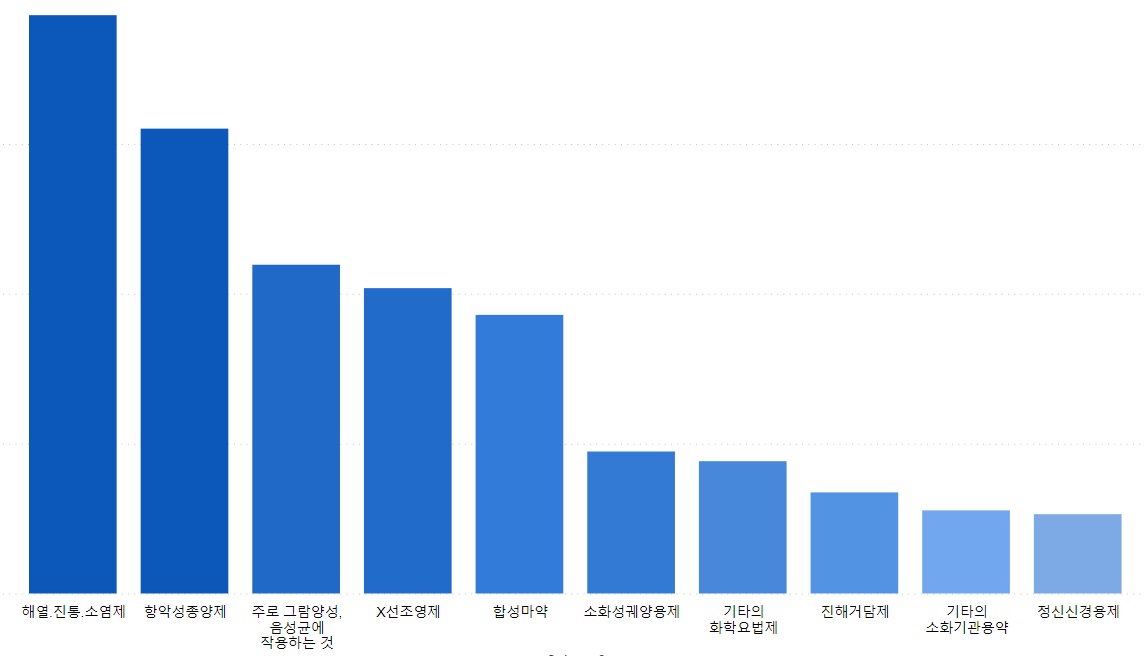 해열.진통.소염제
항악성종양제
주로 그람양성,
음성균에
작용하는 것
X선조영제
합성마약
소화성궤양용제
기타의
화학요법제
진해거담제
기타의
소화기관용약
정신신경용제